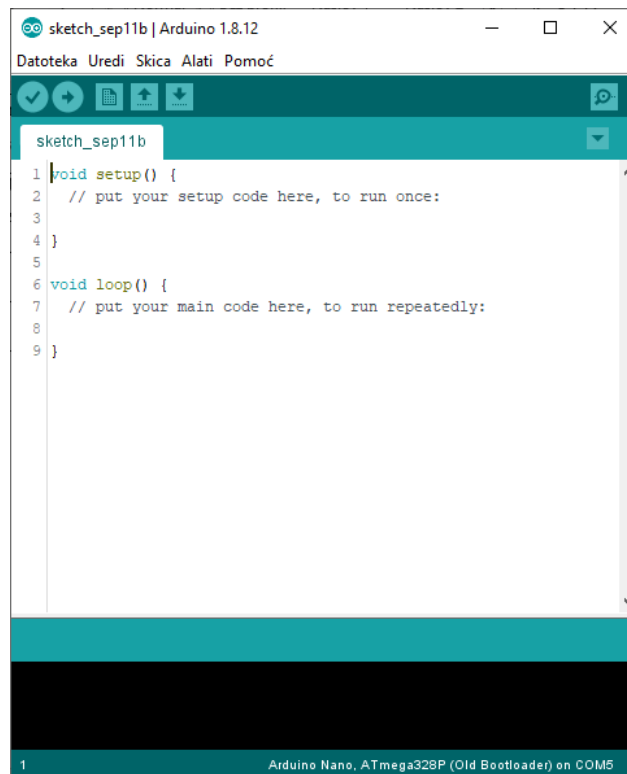 sketch_sep11b | Arduino 1.8.12
Datoteka Uredi Skica Alati Pomoć
sketch_sep11b
1 void setup() {
2   // put your setup code here, to run once:
3
4 }
5
6 void loop() {
7   // put your main code here, to run repeatedly:
8
9 }
1 Arduino Nano, ATmega328P (Old Bootloader) on COM5